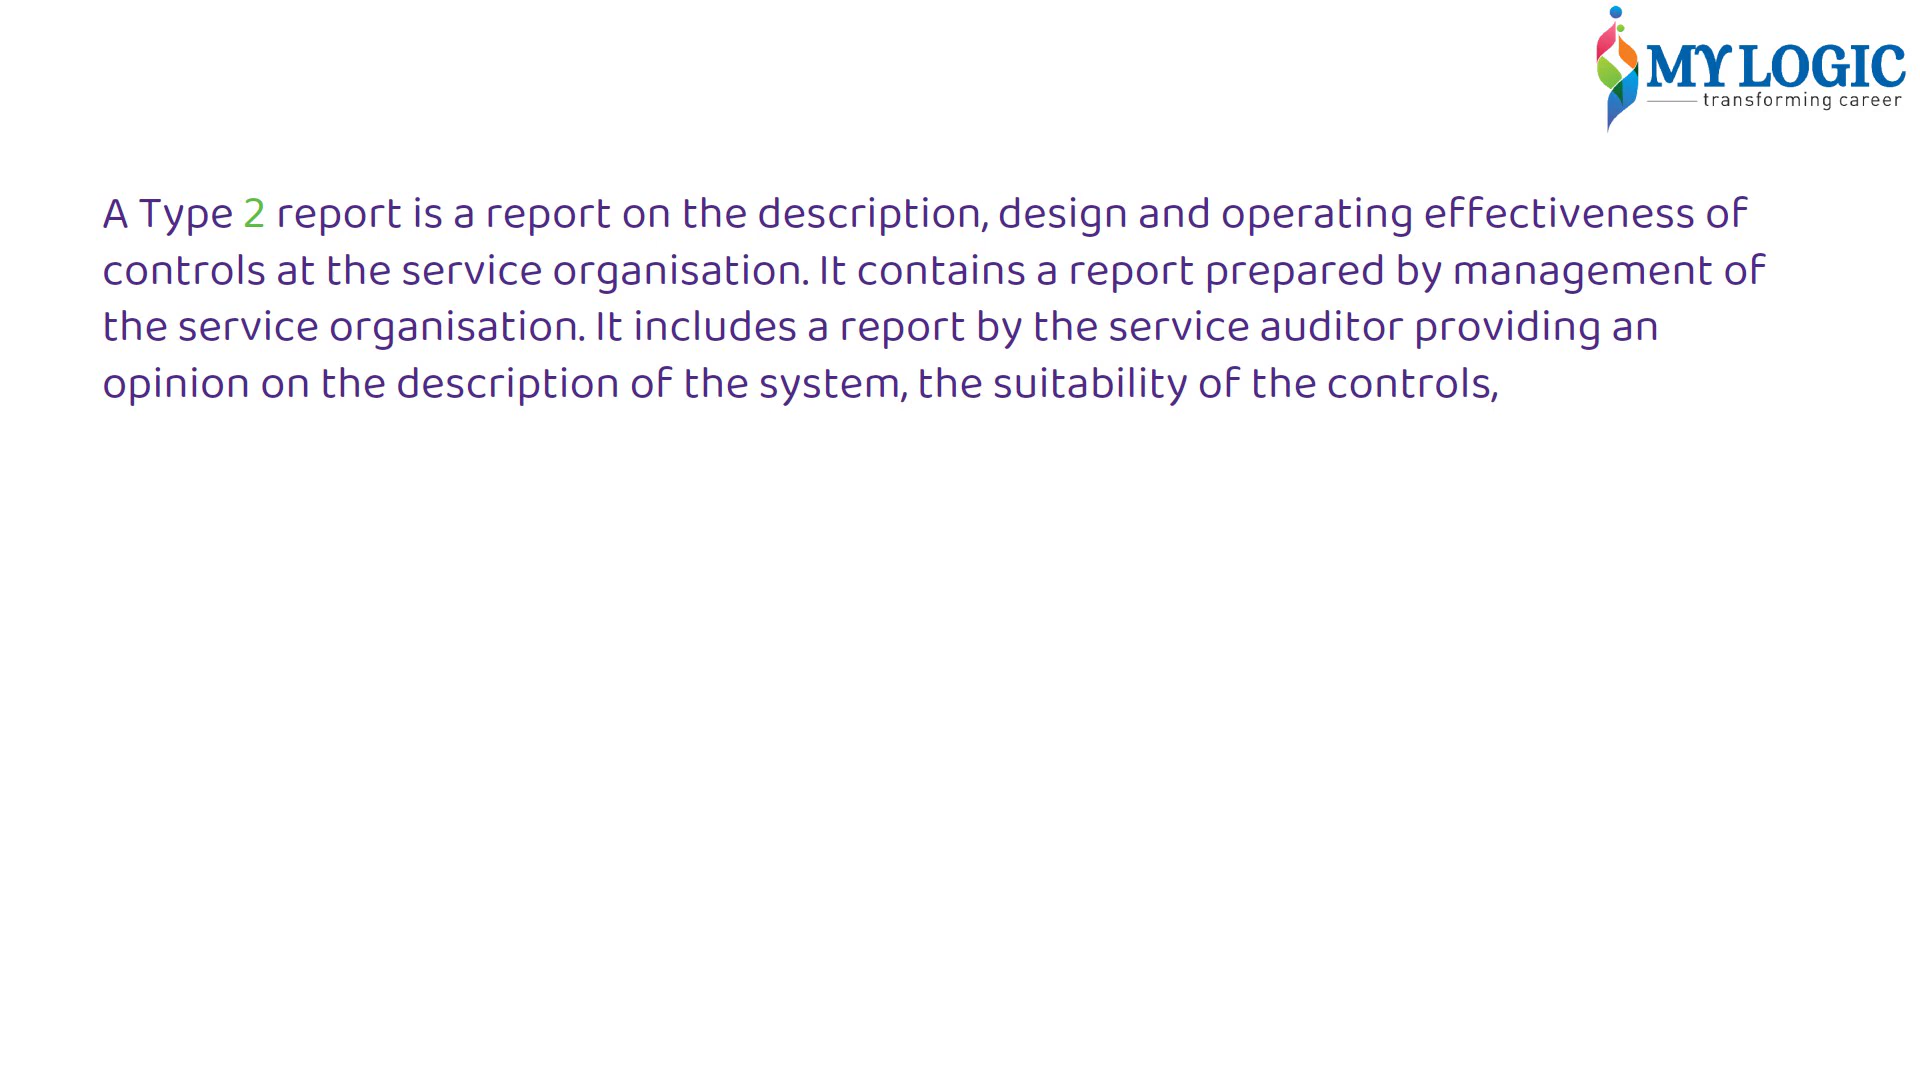 MY LOGIC
transforming career
A Type 2 report is a report on the description, design and operating effectiveness of
controls at the service organisation. It contains a report prepared by management of
the service organisation. It includes a report by the service auditor providing an
opinion on the description of the system, the suitability of the controls,